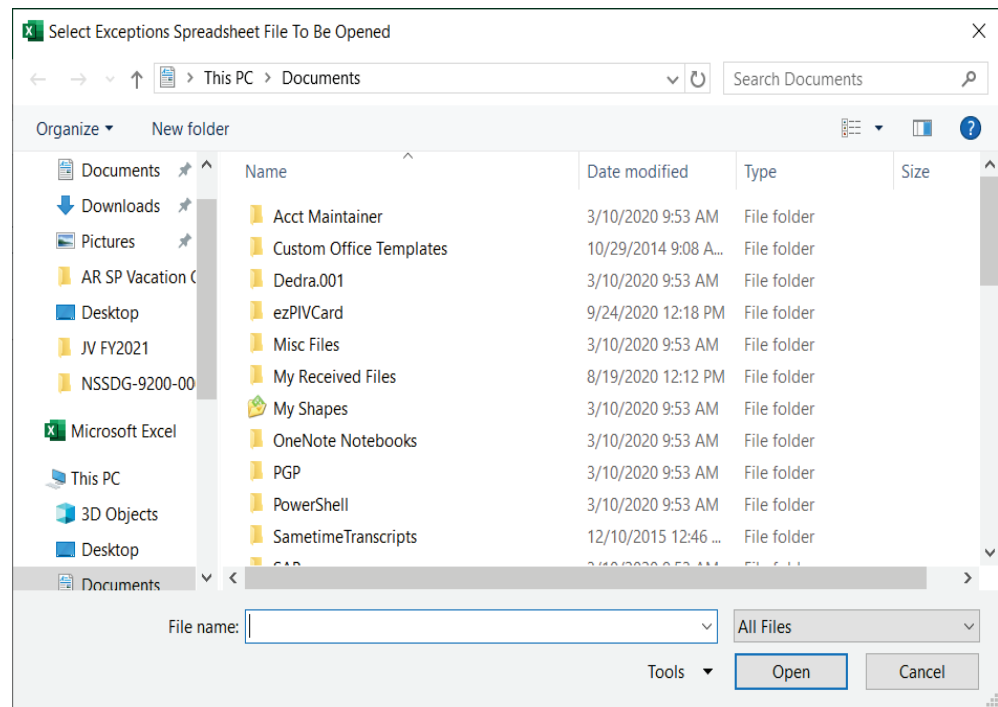 Select Exceptions Spreadsheet File To Be Opened
This PC > Documents
Search Documents
Organize New folder
Name Date modified Type Size
Documents
Downloads
Pictures
AR SP Vacation C
Desktop
JV FY2021
NSSDG-9200-00
Microsoft Excel
This PC
3D Objects
Desktop
Documents
Acct Maintainer 3/10/2020 9:53 AM File folder
Custom Office Templates 10/29/2014 9:08 A... File folder
Dedra.001 3/10/2020 9:53 AM File folder
ezPIVCard 9/24/2020 12:18 PM File folder
Misc Files 3/10/2020 9:53 AM File folder
My Received Files 8/19/2020 12:12 PM File folder
My Shapes 3/10/2020 9:53 AM File folder
OneNote Notebooks 3/10/2020 9:53 AM File folder
PGP 3/10/2020 9:53 AM File folder
PowerShell 3/10/2020 9:53 AM File folder
SametimeTranscripts 12/10/2015 12:46 ... File folder
File name: All Files
Tools Open Cancel